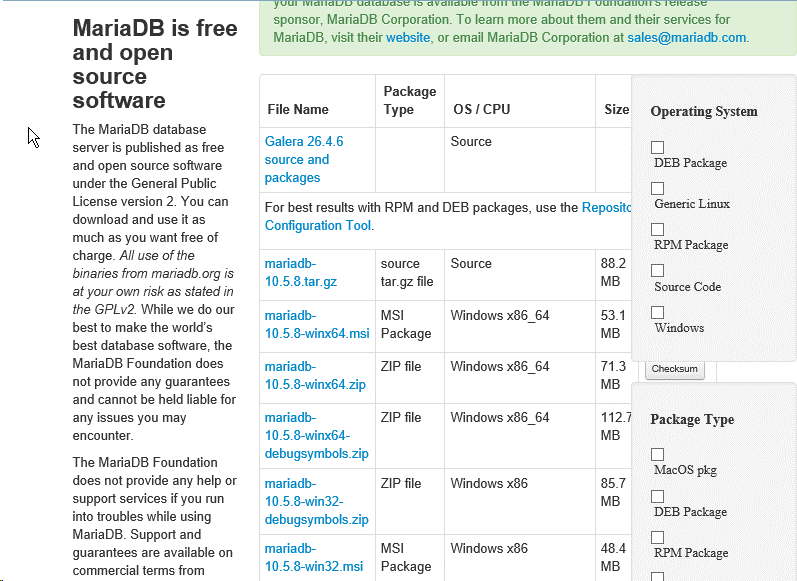 MariaDB is free
and open
source
software
The MariaDB database
server is published as free
and open source software
under the General Public
License version 2. You can
download and use it as
much as you want free of
charge. All use of the
binaries from mariadb.org is
at your own risk as stated in
the GPLv2. While we do our
best to make the world's
best database software, the
MariaDB Foundation does
not provide any guarantees
and cannot be held liable for
any issues you may
encounter.
The MariaDB Foundation
does not provide any help or
support services if you run
into troubles while using
MariaDB. Support and
guarantees are available on
commercial terms from
your MariaDB database is available from the MariaDB Foundation's release
sponsor, MariaDB Corporation. To learn more about them and their services for
MariaDB, visit their website, or email MariaDB Corporation at sales@mariadb.com.
File Name Package Type OS / CPU Size
Galera 26.4.6 source and packages Source
For best results with RPM and DEB packages, use the Reposito
Configuration Tool.
mariadb-10.5.8.tar.gz source tar.gz file Source 88.2 MB
mariadb-10.5.8-winx64.msi MSI Package Windows x86_64 53.1 MB
mariadb-10.5.8-winx64.zip ZIP file Windows x86_64 71.3 MB
Checksum
mariadb-10.5.8-winx64-debugsymbols.zip ZIP file Windows x86_64 112.7 MB
mariadb-10.5.8-win32-debugsymbols.zip ZIP file Windows x86 85.7 MB
mariadb-10.5.8-win32.msi MSI Package Windows x86 48.4 MB
Operating System
DEB Package
Generic Linux
RPM Package
Source Code
Windows
Package Type
MacOS pkg
DEB Package
RPM Package